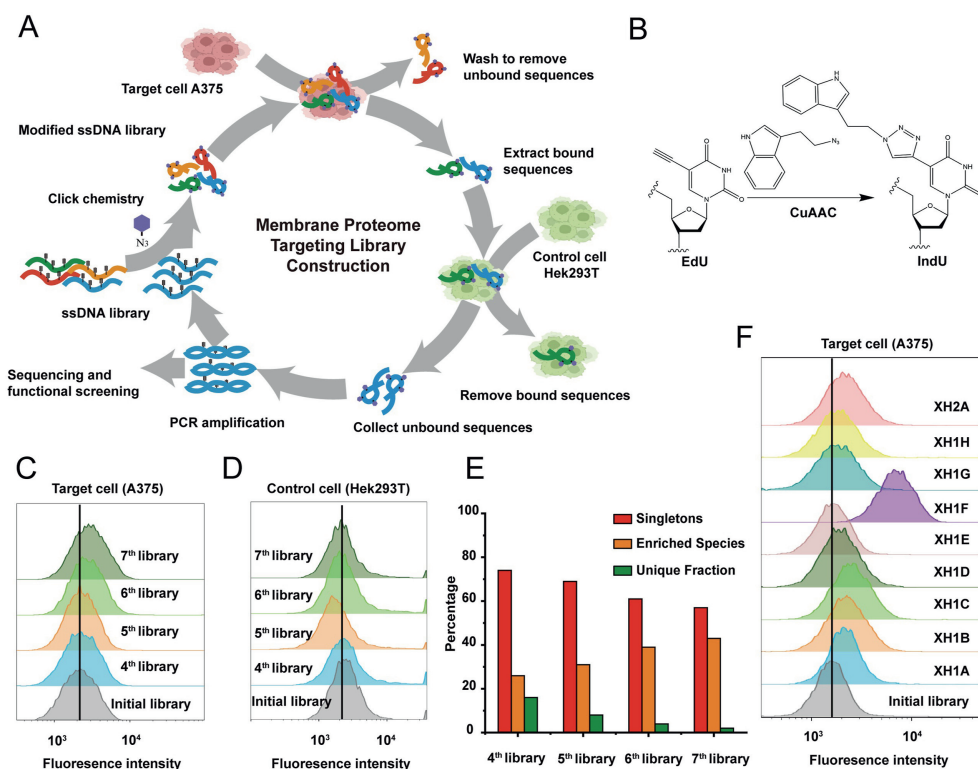 A
Target cell A375
Wash to remove
unbound sequences
Modified ssDNA library
Extract bound
sequences
Click chemistry
N3
Membrane Proteome
Targeting Library
Construction
Control cell
Hek293T
ssDNA library
Sequencing and
functional screening
PCR amplification
Collect unbound sequences
Remove bound sequences
B
H
N
N
N
N
H
N
N3
O
NH
N
O
O
O
NH
N
O
O
CuAAC
EdU
IndU
C
Target cell (A375)
7th library
6th library
5th library
4th library
Initial library
103
104
Fluoresence intensity
D
Control cell (Hek293T)
7th library
6th library
5th library
4th library
Initial library
103
104
Fluoresence intensity
E
100
80
60
40
20
0
Percentage
Singletons
Enriched Species
Unique Fraction
4th library
5th library
6th library
7th library
F
Target cell (A375)
XH2A
XH1H
XH1G
XH1F
XH1E
XH1D
XH1C
XH1B
XH1A
Initial library
103
104
Fluoresence intensity